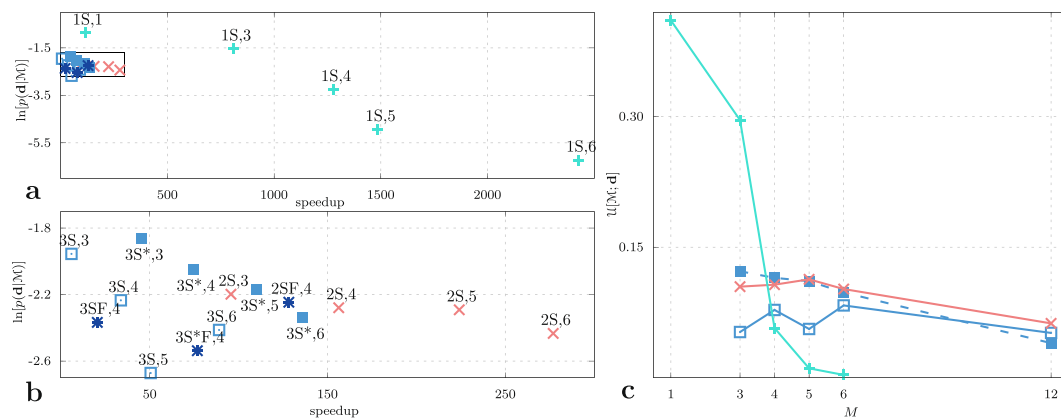 1S,1
1S,3
1S,4
1S,5
1S,6
-1.5
-3.5
-5.5
ln[p(d|ℳ)]
500
1000
1500
2000
speedup
a
-1.8
-2.2
-2.6
ln[p(d|ℳ)]
3S,3
3S*,3
3S*,4
2S,3
3S*,5
2SF,4
3S,4
3SF,4
3S,6
3S*F,4
3S*,6
2S,4
2S,5
2S,6
3S,5
50
150
250
speedup
b
0.30
0.15
𝒰[ℳ; d]
1
3
4
5
6
12
M
c